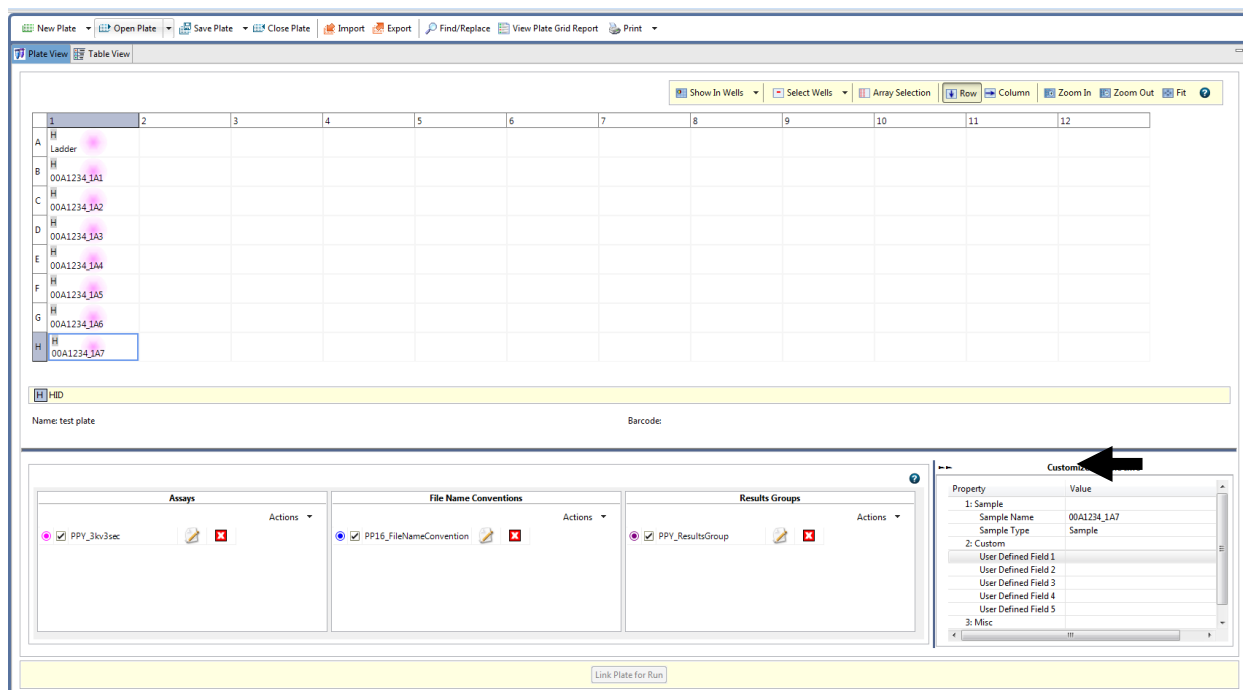 New Plate Open Plate Save Plate Close Plate Import Export Find/Replace View Plate Grid Report Print
Plate View Table View
Show In Wells Select Wells Array Selection Row Column Zoom In Zoom Out Fit
1 2 3 4 5 6 7 8 9 10 11 12
A H
Ladder
B H
00A1234_1A1
C H
00A1234_1A2
D H
00A1234_1A3
E H
00A1234_1A4
F H
00A1234_1A5
G H
00A1234_1A6
H H
00A1234_1A7
H HID
Name: test plate Barcode:
Assays File Name Conventions Results Groups
Actions Actions Actions
PPY_3kv3sec PP16_FileNameConvention PPY_ResultsGroup
Property Value
1: Sample
Sample Name 00A1234_1A7
Sample Type Sample
2: Custom
User Defined Field 1
User Defined Field 2
User Defined Field 3
User Defined Field 4
User Defined Field 5
3: Misc
Link Plate for Run